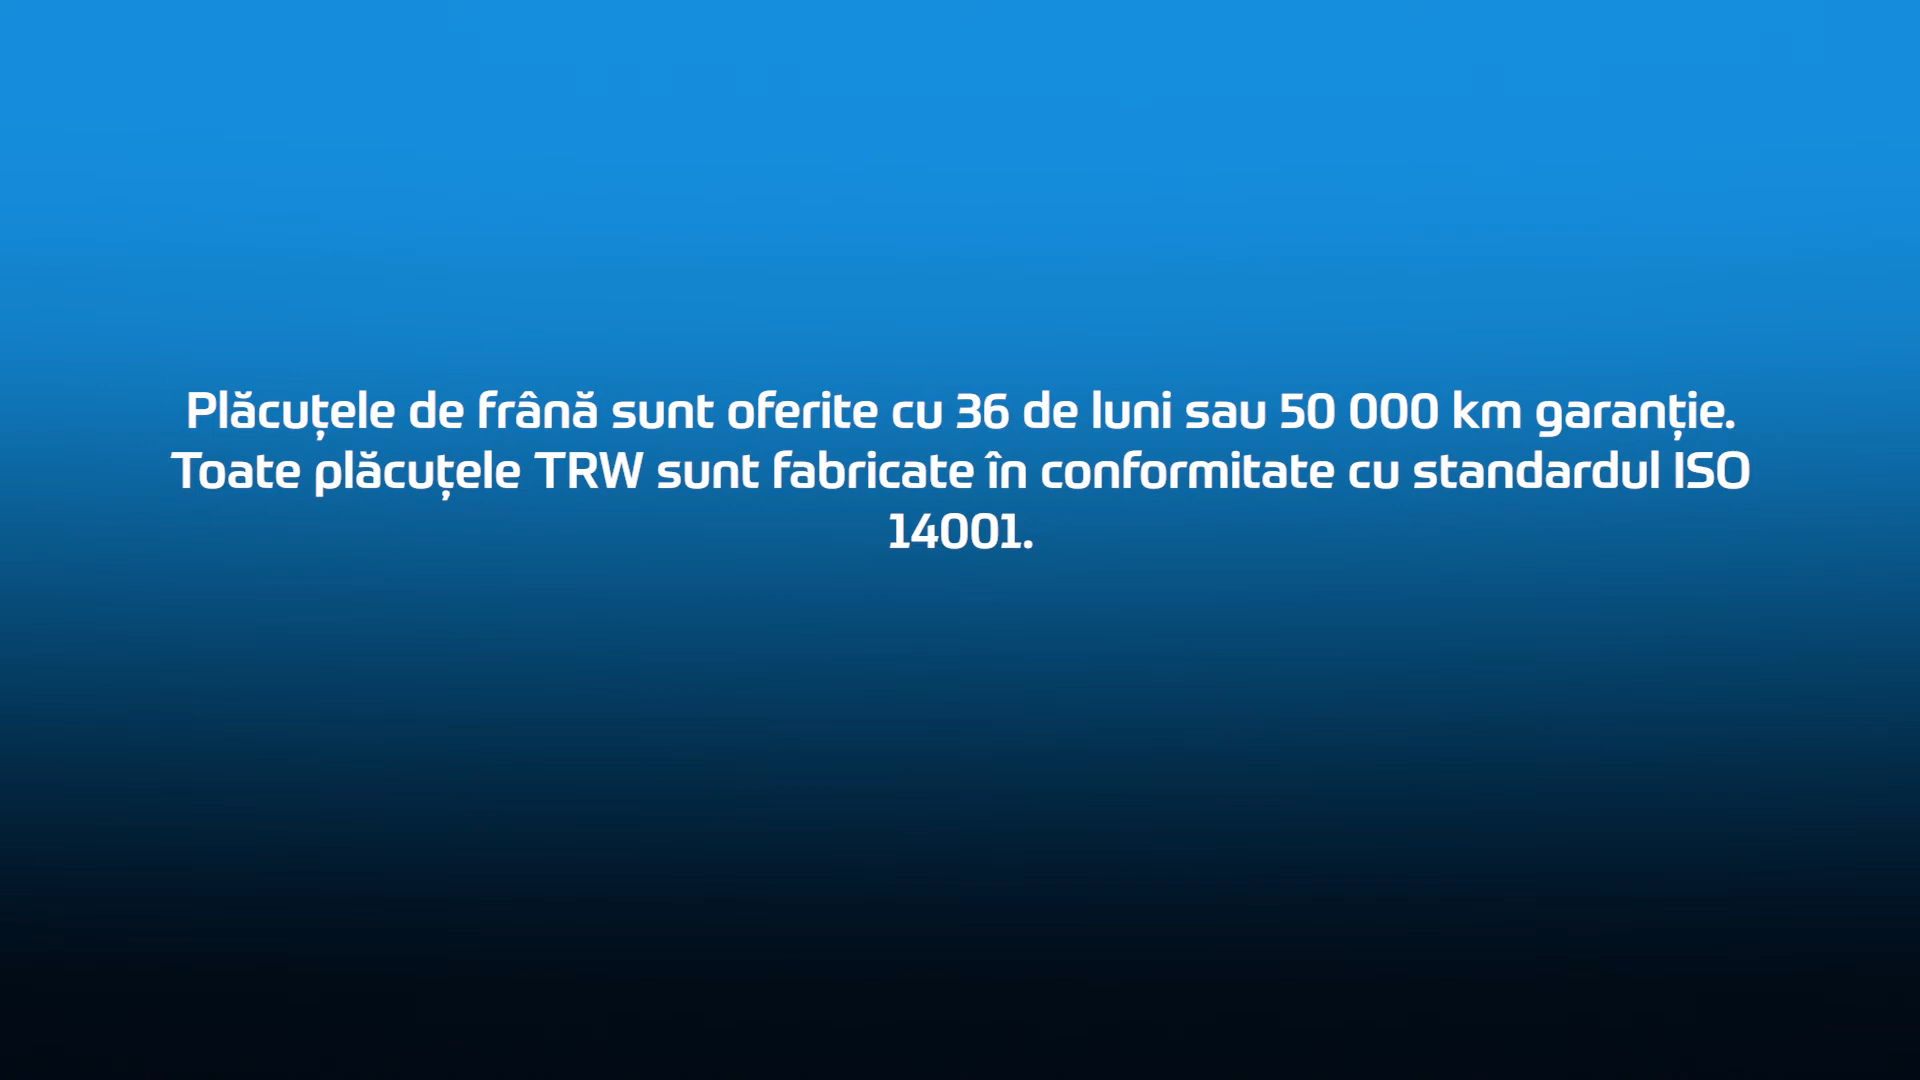 Plăcuțele de frână sunt oferite cu 36 de luni sau 50 000 km garanție.
Toate plăcuțele TRW sunt fabricate în conformitate cu standardul ISO
14001.